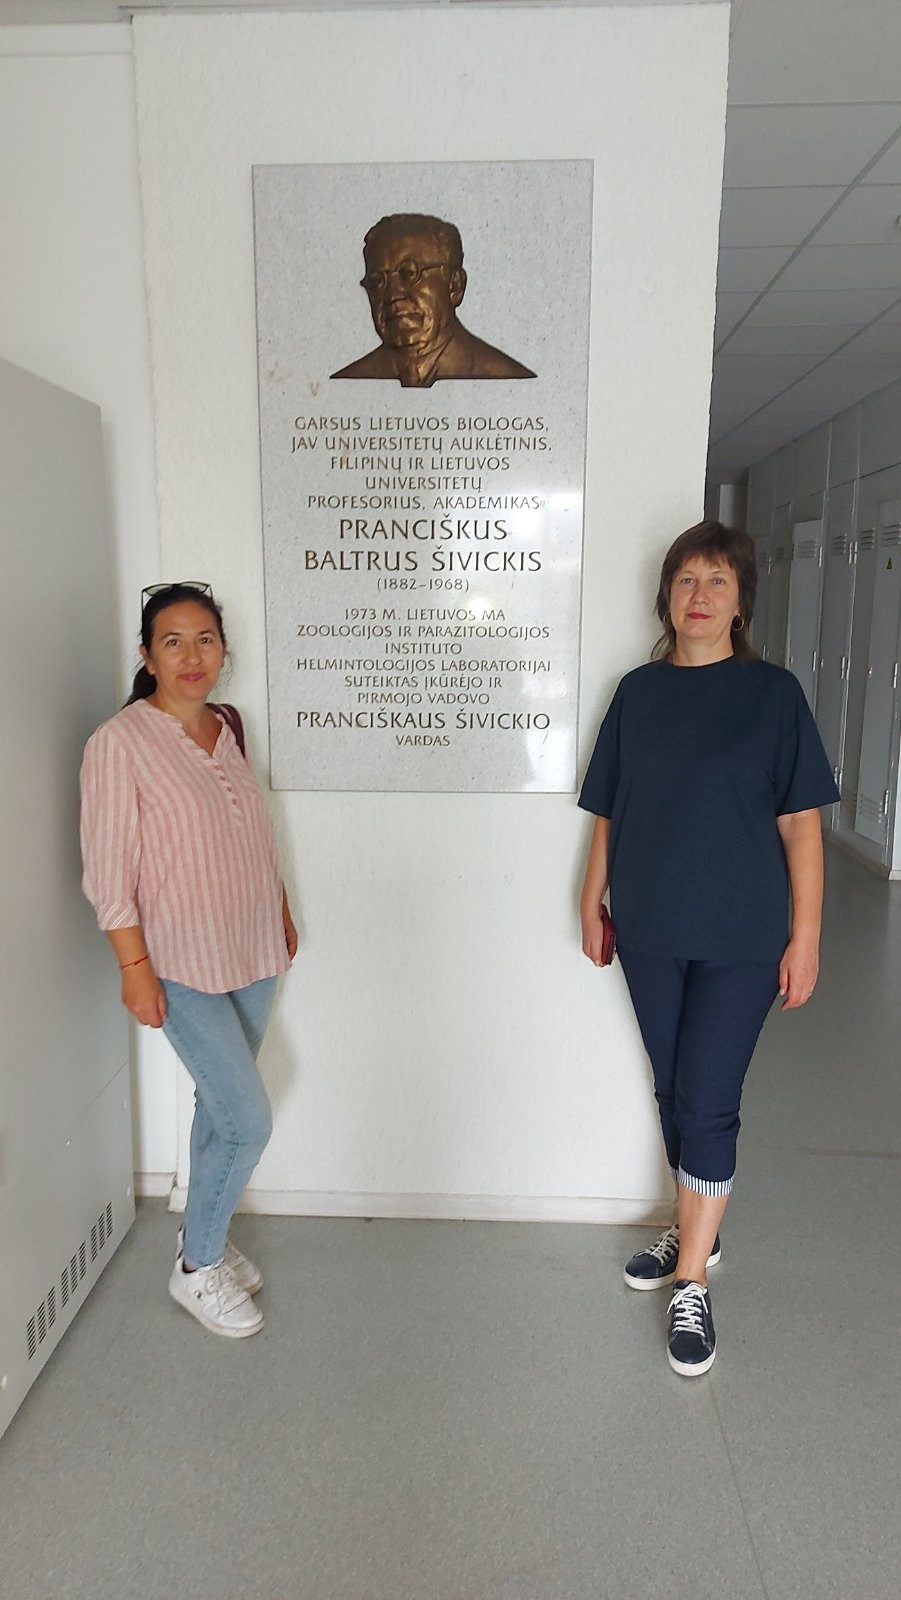 GARSUS LIETUVOS BIOLOGAS,
JAV UNIVERSITETŲ AUKLĖTINIS,
FILIPINŲ IR LIETUVOS
UNIVERSITETŲ
PROFESORIUS, AKADEMIKAS
PRANCIŠKUS
BALTRUS ŠIVICKIS
(1882-1968)
1973 M. LIETUVOS MA
ZOOLOGIJOS IR PARAZITOLOGIJOS
INSTITUTO
HELMINTOLOGIJOS LABORATORIJAI
SUTEIKTAS ĮKŪRĖJO IR
PIRMOJO VADOVO
PRANCIŠKAUS ŠIVICKIO
VARDAS